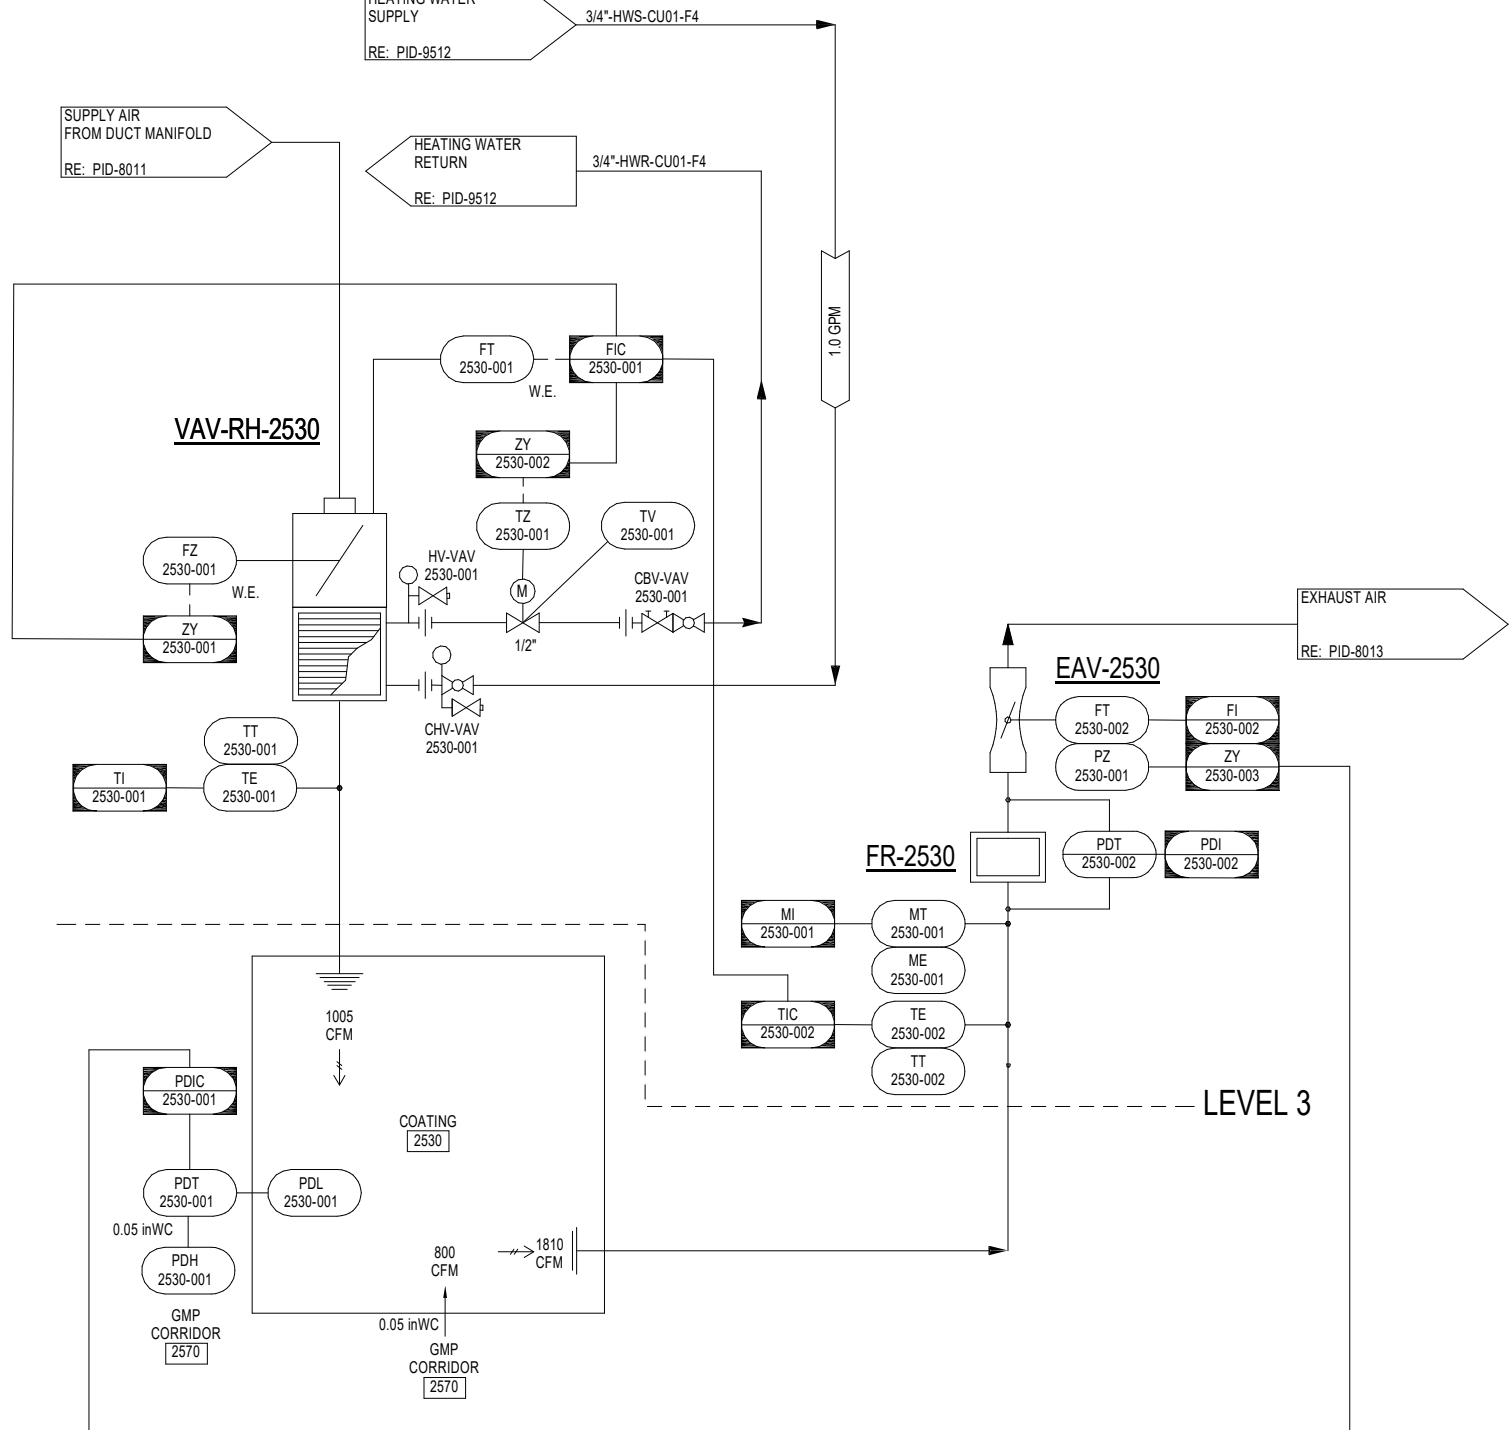 HEATING WATER
SUPPLY
RE: PID-9512
3/4"-HWS-CU01-F4
SUPPLY AIR
FROM DUCT MANIFOLD
RE: PID-8011
HEATING WATER
RETURN
RE: PID-9512
3/4"-HWR-CU01-F4
1.0 GPM
FT
2530-001
W.E.
FIC
2530-001
VAV-RH-2530
ZY
2530-002
TZ
2530-001
TV
2530-001
FZ
2530-001
W.E.
ZY
2530-001
HV-VAV
2530-001
M
1/2"
CBV-VAV
2530-001
CHV-VAV
2530-001
TT
2530-001
TI
2530-001
TE
2530-001
EXHAUST AIR
RE: PID-8013
EAV-2530
FT
2530-002
FI
2530-002
PZ
2530-001
ZY
2530-003
FR-2530
PDT
2530-002
PDI
2530-002
MI
2530-001
MT
2530-001
ME
2530-001
TIC
2530-002
TE
2530-002
TT
2530-002
LEVEL 3
1005
CFM
COATING
2530
PDIC
2530-001
PDT
2530-001
PDL
2530-001
0.05 inWC
PDH
2530-001
GMP
CORRIDOR
2570
800
CFM
1810
CFM
0.05 inWC
GMP
CORRIDOR
2570